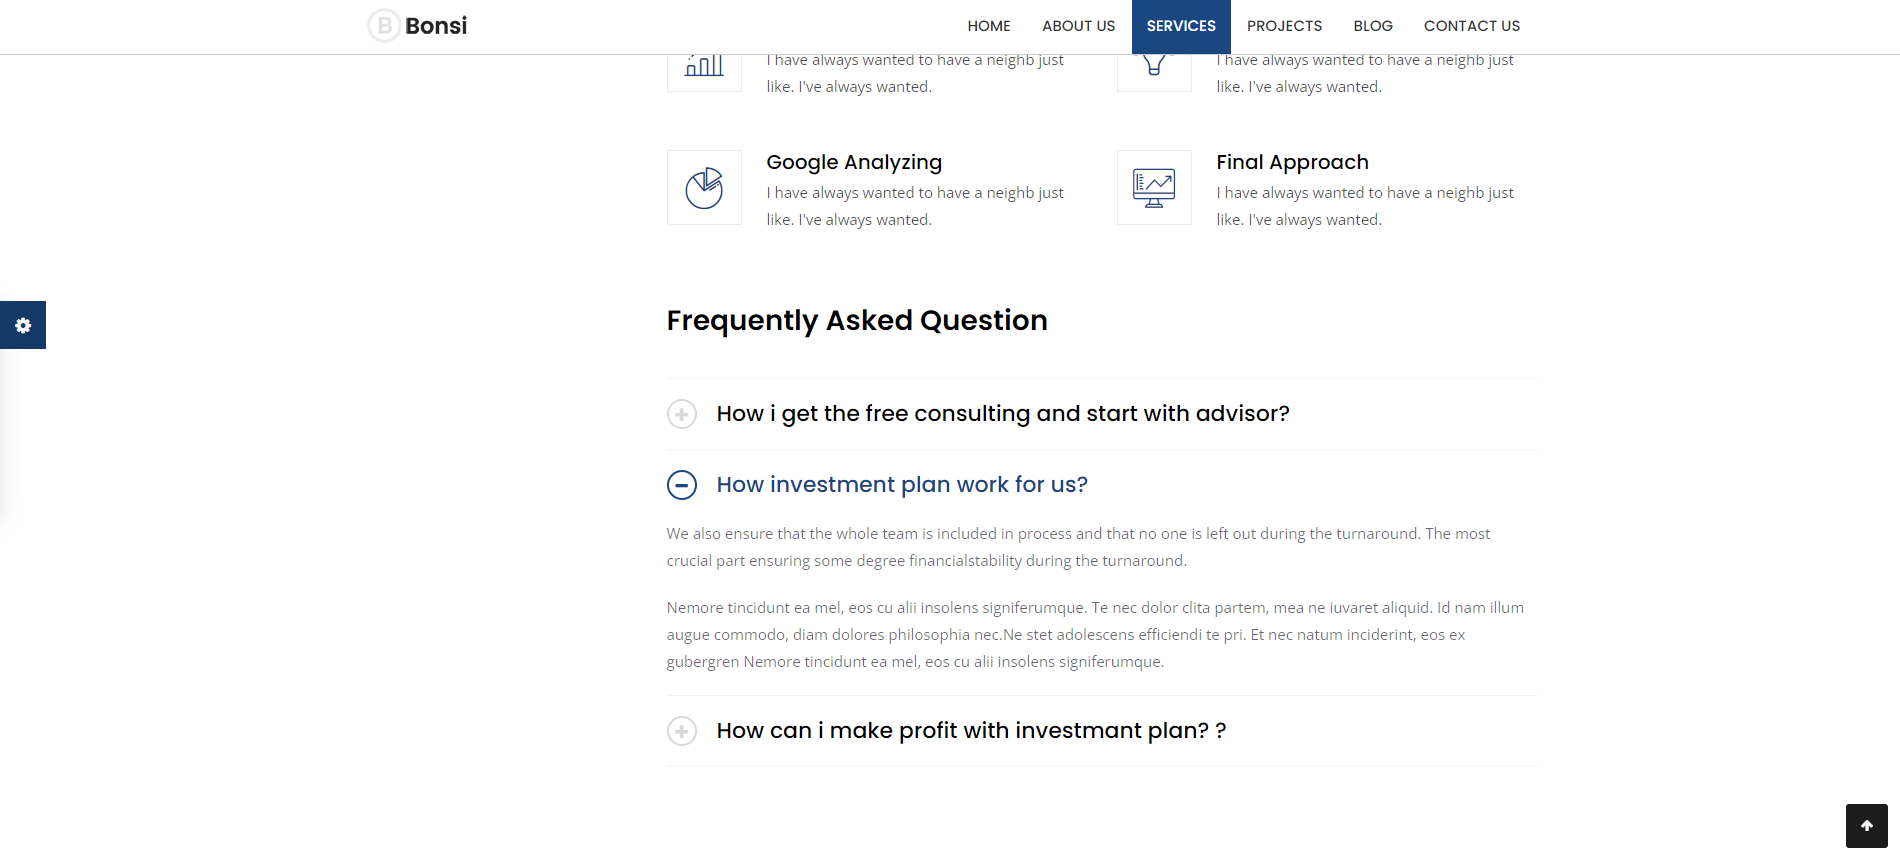 B Bonsi
HOME ABOUT US SERVICES PROJECTS BLOG CONTACT US
I have always wanted to have a neighb just
like. I've always wanted.
I have always wanted to have a neighb just
like. I've always wanted.
Google Analyzing
I have always wanted to have a neighb just
like. I've always wanted.
Final Approach
I have always wanted to have a neighb just
like. I've always wanted.
Frequently Asked Question
How i get the free consulting and start with advisor?
How investment plan work for us?
We also ensure that the whole team is included in process and that no one is left out during the turnaround. The most
crucial part ensuring some degree financialstability during the turnaround.
Nemore tincidunt ea mel, eos cu alii insolens signiferumque. Te nec dolor clita partem, mea ne iuvaret aliquid. Id nam illum
augue commodo, diam dolores philosophia nec.Ne stet adolescens efficiendi te pri. Et nec natum inciderint, eos ex
gubergren Nemore tincidunt ea mel, eos cu alii insolens signiferumque.
How can i make profit with investmant plan? ?